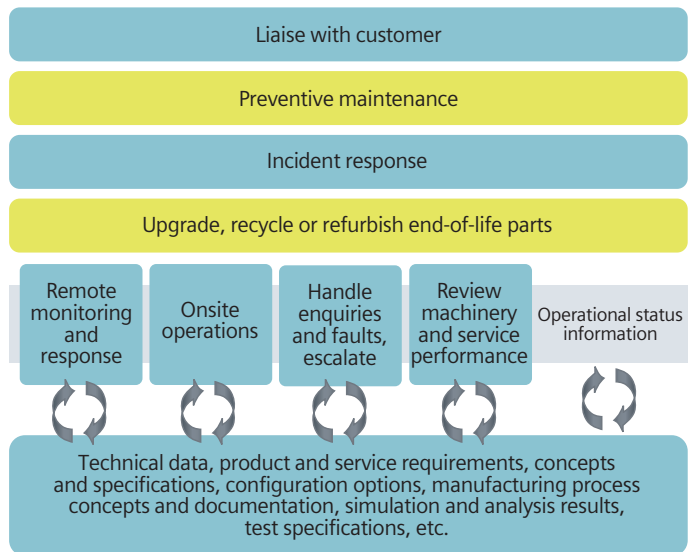 Liaise with customer
Preventive maintenance
Incident response
Upgrade, recycle or refurbish end-of-life parts
Remote
monitoring
and
response
Onsite
operations
Handle
enquiries
and faults,
escalate
Review
machinery
and service
performance
Operational status
information
Technical data, product and service requirements, concepts
and specifications, configuration options, manufacturing process
concepts and documentation, simulation and analysis results,
test specifications, etc.